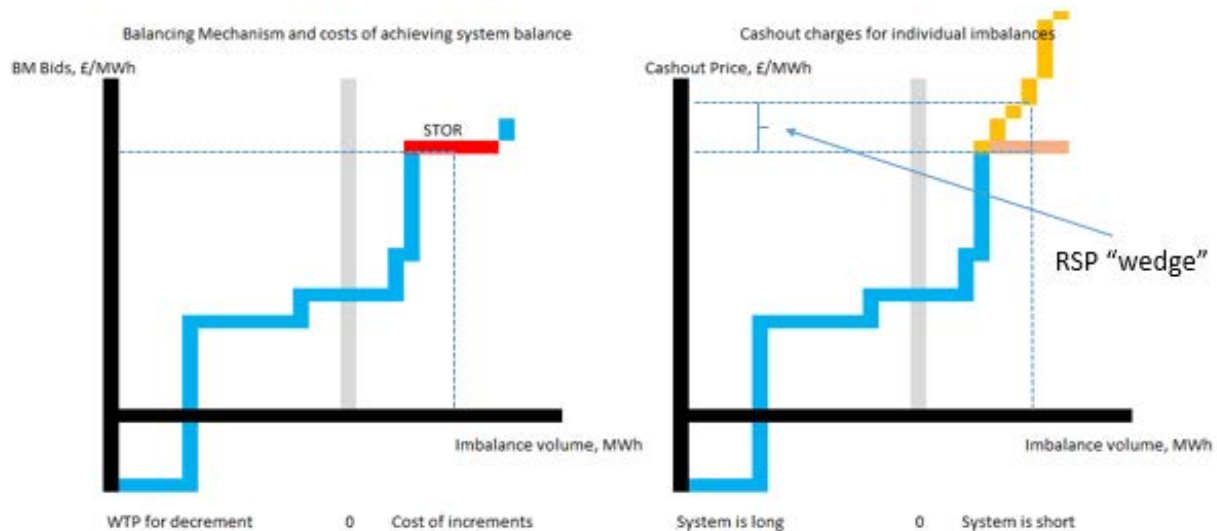 Balancing Mechanism and costs of achieving system balance
BM Bids, £/MWh
STOR
Imbalance volume, MWh
WTP for decrement 0 Cost of increments
Cashout charges for individual imbalances
Cashout Price, £/MWh
RSP “wedge”
Imbalance volume, MWh
System is long 0 System is short